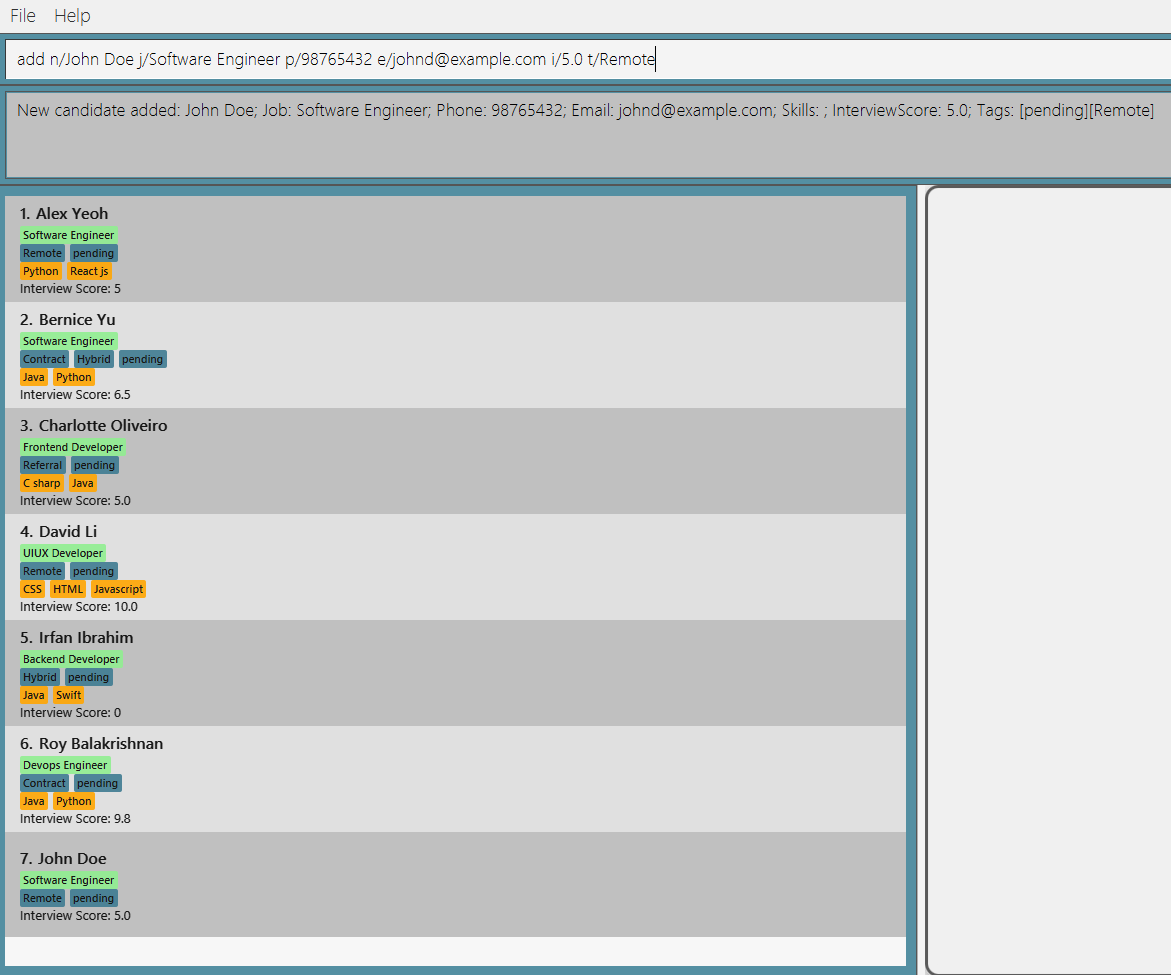 File Help
add n/John Doe j/Software Engineer p/98765432 e/johnd@example.com i/5.0 t/Remote
New candidate added: John Doe; Job: Software Engineer; Phone: 98765432; Email: johnd@example.com; Skills: ; InterviewScore: 5.0; Tags: [pending][Remote]
1. Alex Yeoh
Software Engineer
Remote pending
Python React js
Interview Score: 5
2. Bernice Yu
Software Engineer
Contract Hybrid pending
Java Python
Interview Score: 6.5
3. Charlotte Oliveiro
Frontend Developer
Referral pending
C sharp Java
Interview Score: 5.0
4. David Li
UIUX Developer
Remote pending
CSS HTML Javascript
Interview Score: 10.0
5. Irfan Ibrahim
Backend Developer
Hybrid pending
Java Swift
Interview Score: 0
6. Roy Balakrishnan
Devops Engineer
Contract pending
Java Python
Interview Score: 9.8
7. John Doe
Software Engineer
Remote pending
Interview Score: 5.0